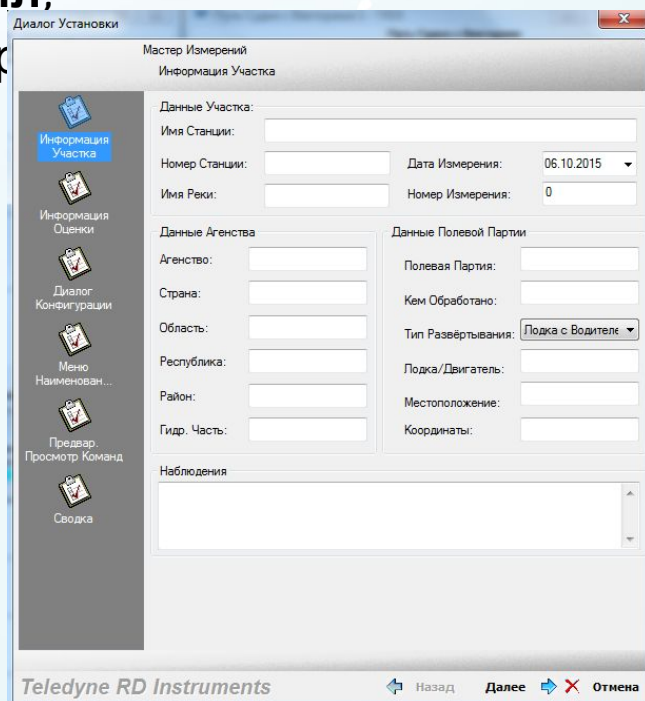 Диалог Установки
Мастер Измерений
Информация Участка
Информация
Участка
Информация
Оценки
Диалог
Конфигурации
Меню
Наименован...
Предвар.
Просмотр Команд
Сводка
Данные Участка:
Имя Станции:
Номер Станции:
Дата Измерения: 06.10.2015
Имя Реки:
Номер Измерения: 0
Данные Агенства
Агенство:
Страна:
Область:
Республика:
Район:
Гидр. Часть:
Данные Полевой Партии
Полевая Партия:
Кем Обработано:
Тип Развёртывания: Лодка с Водителе
Лодка/Двигатель:
Местоположение:
Координаты:
Наблюдения
Teledyne RD Instruments
Назад Далее Отмена